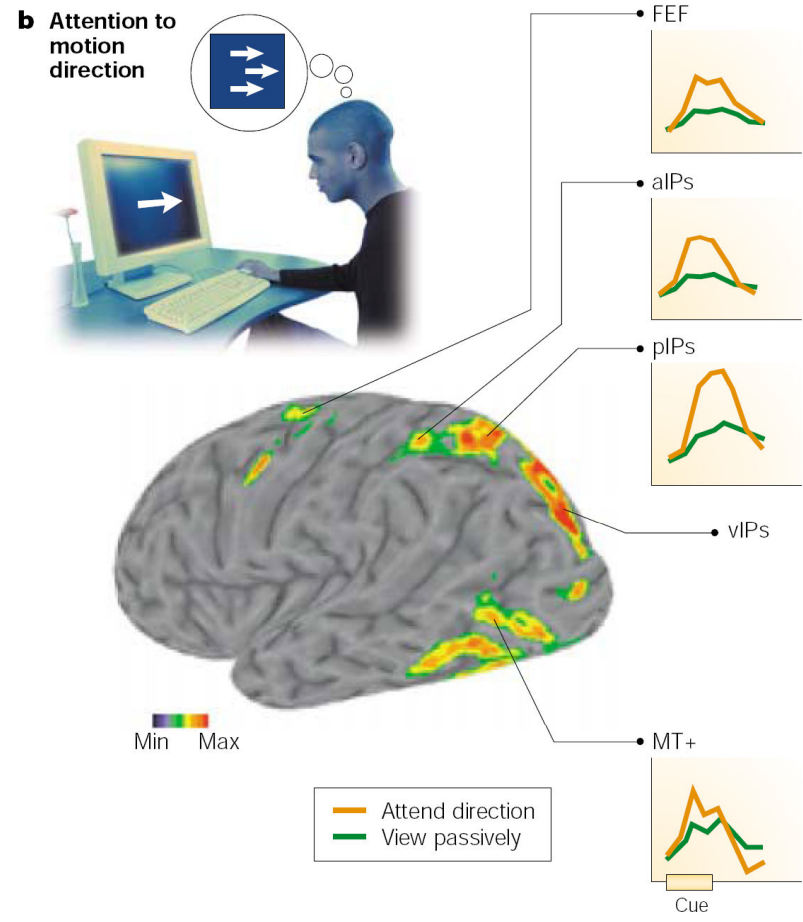 b Attention to
motion
direction
FEF
aIPs
pIPs
vIPs
Min Max
MT+
Attend direction
View passively
Cue